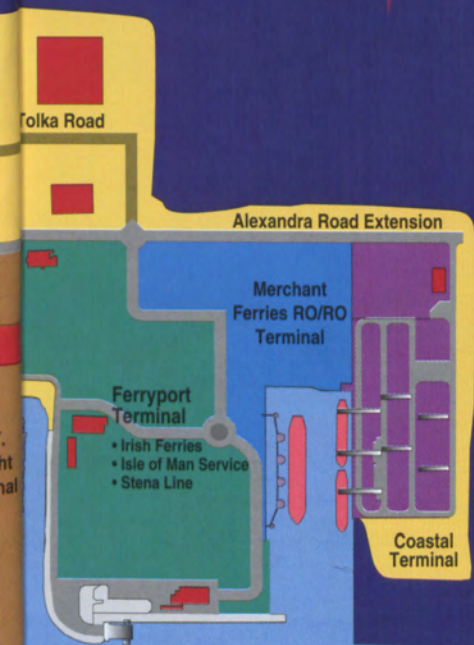 Tolka Road
Alexandra Road Extension
Merchant
Ferries RO/RO
Terminal
Ferryport
Terminal
• Irish Ferries
• Isle of Man Service
• Stena Line
Coastal
Terminal